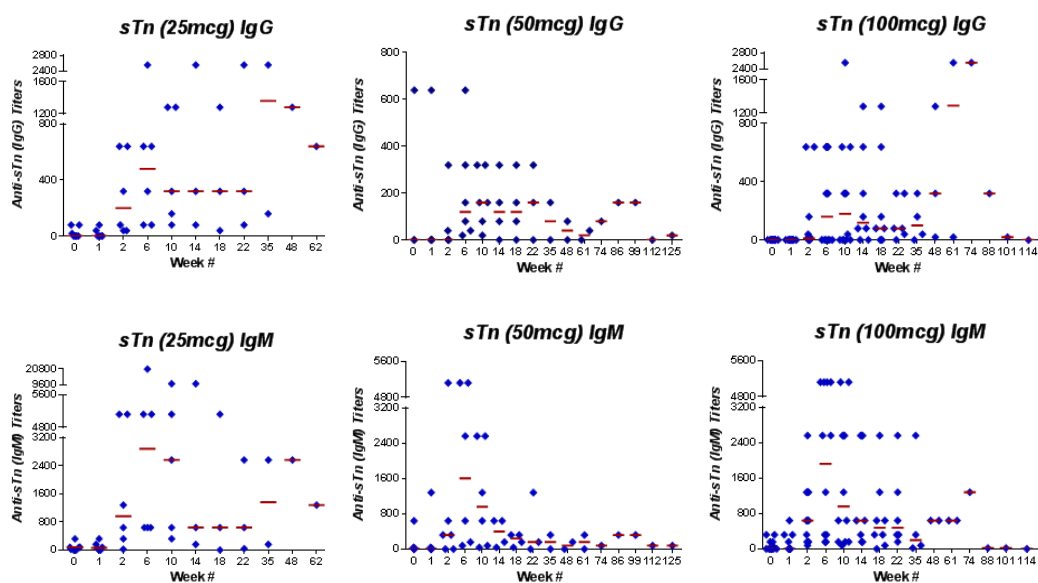 sTn (25mcg) IgG
Anti-sTn (IgG) Titers
2800
2400
1600
1200
800
400
0
0 1 2 6 10 14 18 22 35 48 62
Week #
sTn (50mcg) IgG
Anti-sTn (IgG) Titers
800
600
400
200
0
0 1 2 6 10 14 18 22 35 48 61 74 86 99 112 125
Week #
sTn (100mcg) IgG
Anti-sTn (IgG) Titers
2800
2400
1600
1200
800
400
0
0 1 2 6 10 14 18 22 35 48 61 74 88 101 114
Week #
sTn (25mcg) IgM
Anti-sTn (IgM) Titers
20800
9600
5600
4800
3200
2400
1600
800
0
0 1 2 6 10 14 18 22 35 48 62
Week #
sTn (50mcg) IgM
Anti-sTn (IgM) Titers
5600
4800
3200
1600
800
0
0 1 2 6 10 14 18 22 35 48 61 74 86 99 112 125
Week #
sTn (100mcg) IgM
Anti-sTn (IgM) Titers
5600
4800
3200
1600
800
0
0 1 2 6 10 14 18 22 35 48 61 74 88 101 114
Week #